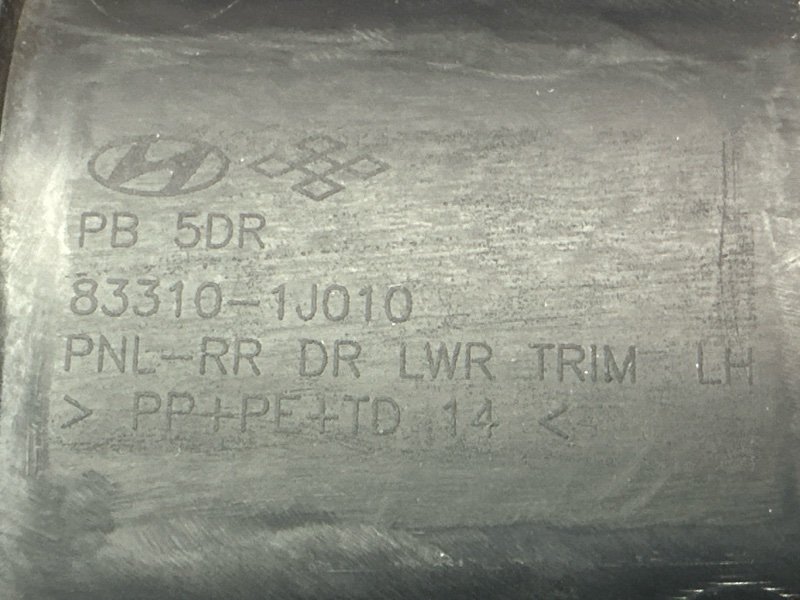 PB 5DR
83310-1J010
PNL-RR DR LWR TRIM LH
> PP+PE+TD 14 <